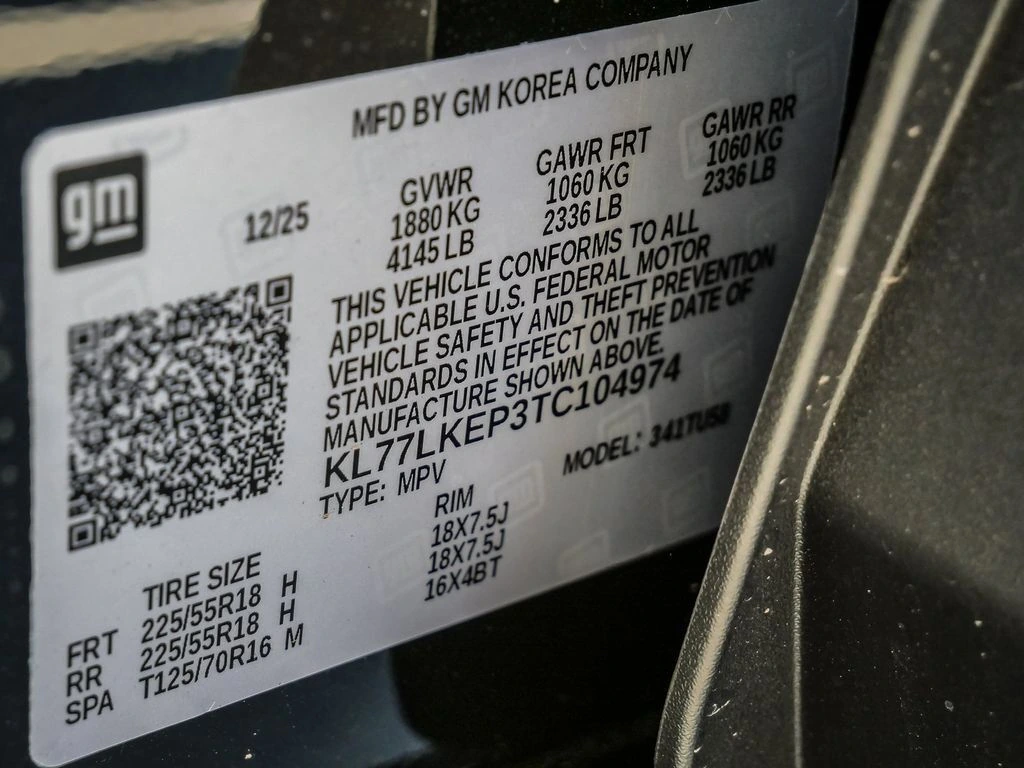 MFD BY GM KOREA COMPANY
gm
12/25
GVWR GAWR FRT GAWR RR
1880 KG 1060 KG 1060 KG
4145 LB 2336 LB 2336 LB
THIS VEHICLE CONFORMS TO ALL
APPLICABLE U.S. FEDERAL MOTOR
VEHICLE SAFETY AND THEFT PREVENTION
STANDARDS IN EFFECT ON THE DATE OF
MANUFACTURE SHOWN ABOVE.
KL77LKEP3TC104974
TYPE: MPV MODEL: 341TUS8
TIRE SIZE RIM
FRT 225/55R18 H 18X7.5J
RR 225/55R18 H 18X7.5J
SPA T125/70R16 M 16X4BT